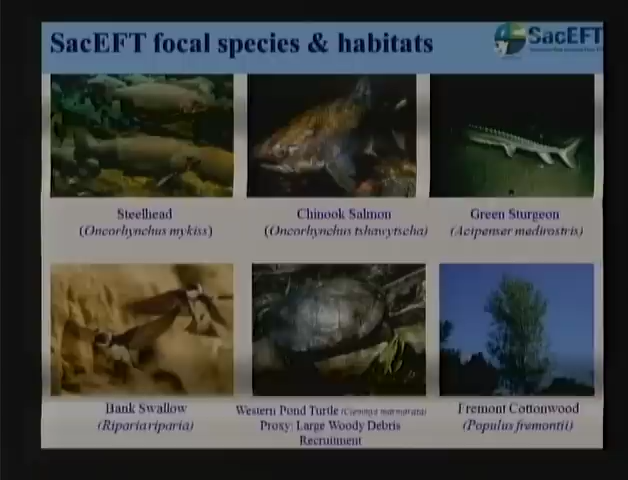 SacEFT focal species & habitats
SacEFT
Steelhead
(Oncorhynchus mykiss)
Chinook Salmon
(Oncorhynchus tshawytscha)
Green Sturgeon
(Acipenser medirostris)
Bank Swallow
(Riparia riparia)
Western Pond Turtle (Clemmys marmorata)
Proxy: Large Woody Debris
Recruitment
Fremont Cottonwood
(Populus fremontii)